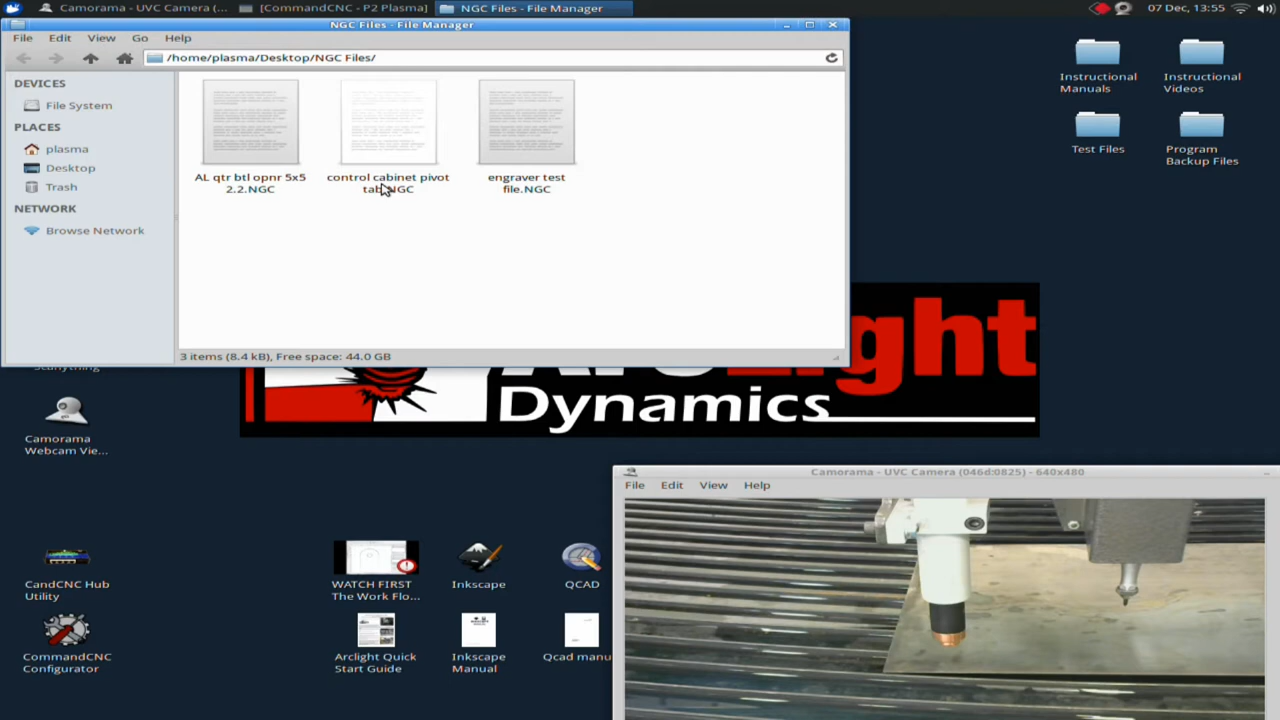 Camorama - UVC Camera (...
[CommandCNC - P2 Plasma]
NGC Files - File Manager
07 Dec, 13:55
NGC Files - File Manager
File Edit View Go Help
/home/plasma/Desktop/NGC Files/
DEVICES
File System
PLACES
plasma
Desktop
Trash
NETWORK
Browse Network
AL qtr btl opnr 5x5
2.2.NGC
control cabinet pivot
tab.NGC
engraver test
file.NGC
3 items (8.4 kB), Free space: 44.0 GB
Instructional
Manuals
Instructional
Videos
Test Files
Program
Backup Files
Dynamics
Camorama
Webcam Vie...
CandCNC Hub
Utility
CommandCNC
Configurator
WATCH FIRST
The Work Flo...
Inkscape
QCAD
Arclight Quick
Start Guide
Inkscape
Manual
Qcad manu
Camorama - UVC Camera (046d:0825) - 640x480
File Edit View Help